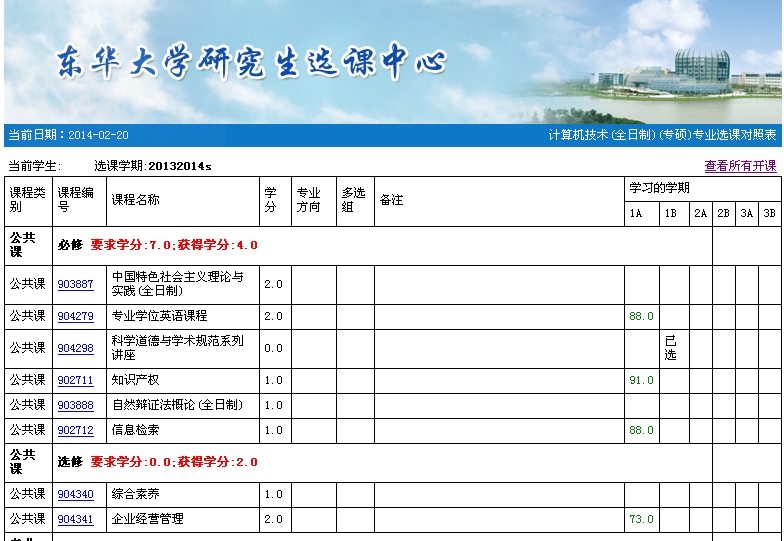 东华大学研究生选课中心
当前日期：2014-02-20 计算机技术(全日制)(专硕)专业选课对照表
当前学生: 选课学期:20132014s 查看所有开课
课程类别 课程编号 课程名称 学分 专业方向 多选组 备注 学习的学期
1A 1B 2A 2B 3A 3B
公共课 必修 要求学分:7.0;获得学分:4.0
公共课 903887 中国特色社会主义理论与实践(全日制) 2.0
公共课 904279 专业学位英语课程 2.0 88.0
公共课 904298 科学道德与学术规范系列讲座 0.0 已选
公共课 902711 知识产权 1.0 91.0
公共课 903888 自然辩证法概论(全日制) 1.0
公共课 902712 信息检索 1.0 88.0
公共课 选修 要求学分:0.0;获得学分:2.0
公共课 904340 综合素养 1.0
公共课 904341 企业经营管理 2.0 73.0